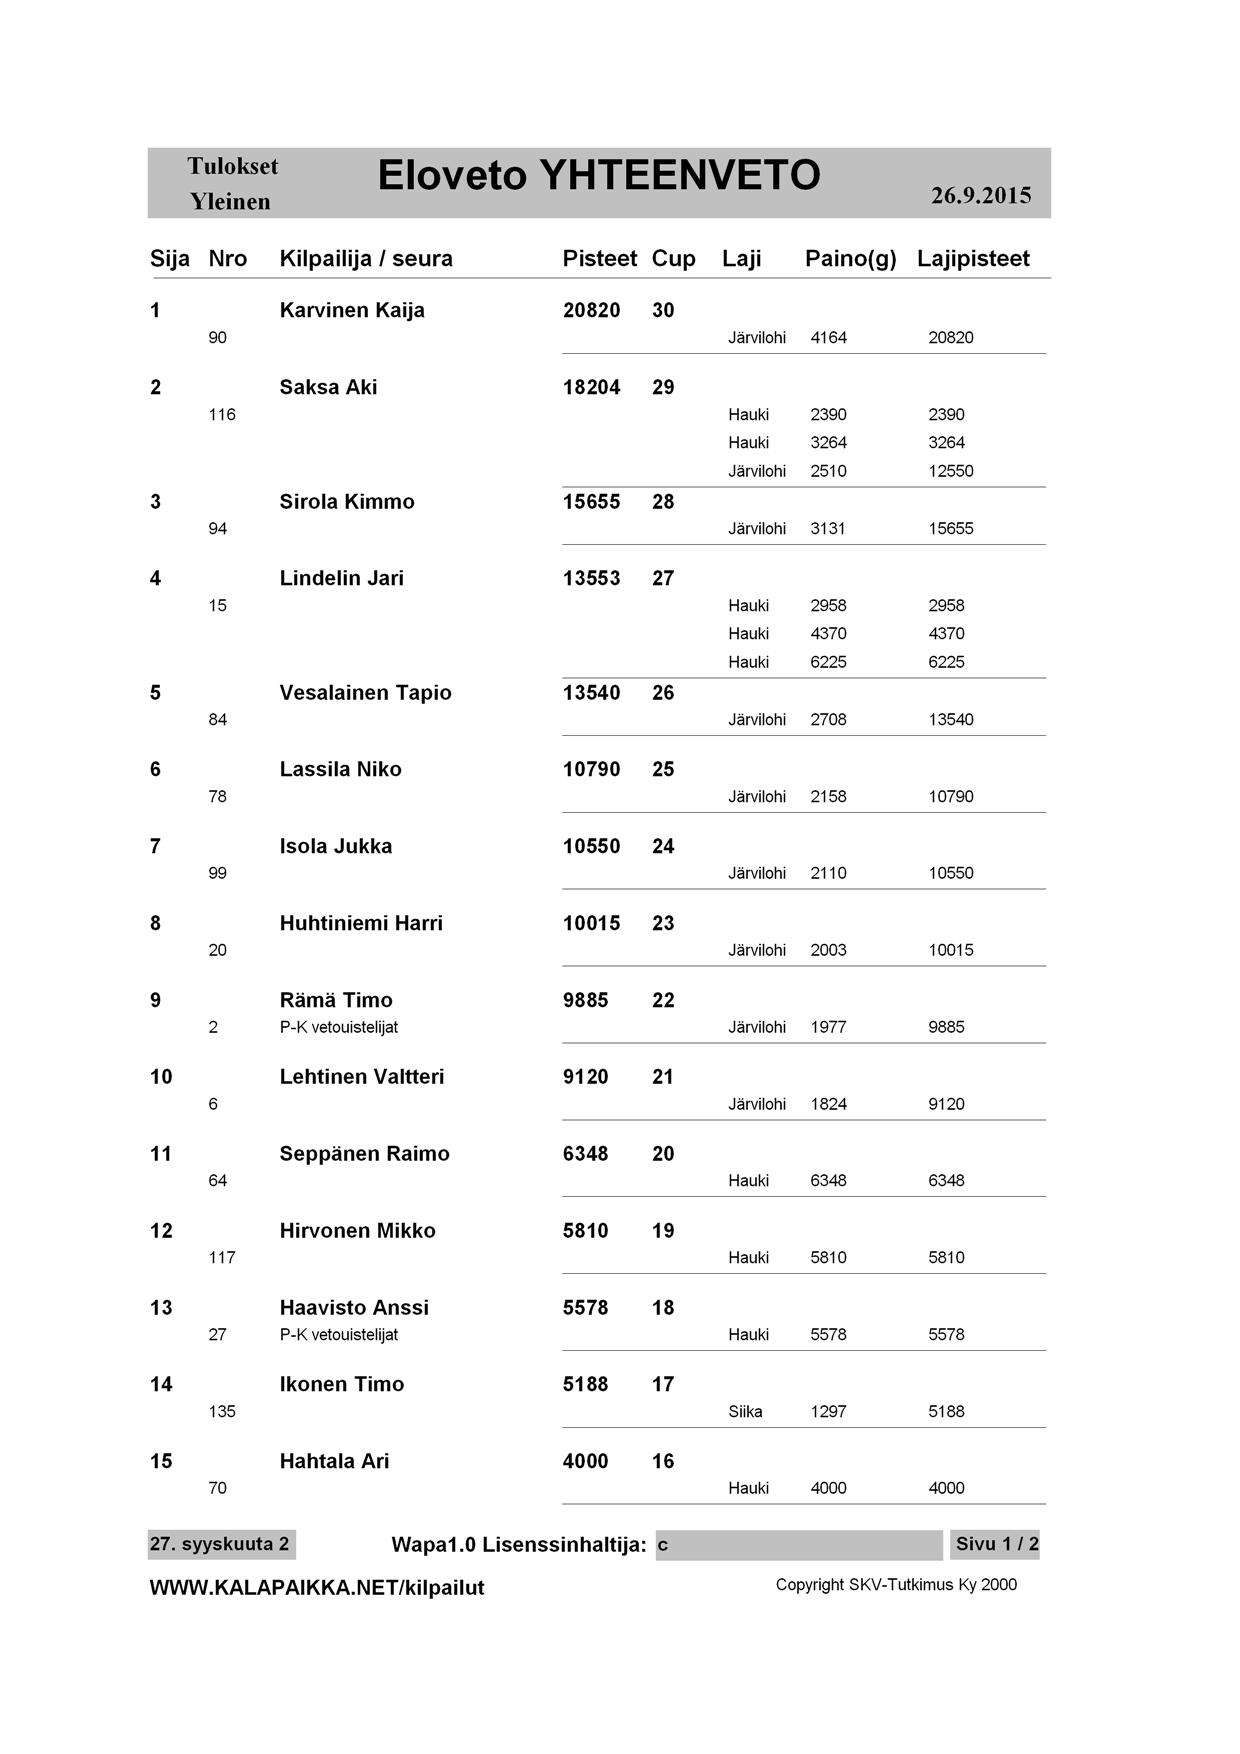 Tulokset
Yleinen
Eloveto YHTEENVETO
26.9.2015
Sija Nro Kilpailija / seura Pisteet Cup Laji Paino(g) Lajipisteet
1 Karvinen Kaija 20820 30
90 Järvilohi 4164 20820
2 Saksa Aki 18204 29
116 Hauki 2390 2390
Hauki 3264 3264
Järvilohi 2510 12550
3 Sirola Kimmo 15655 28
94 Järvilohi 3131 15655
4 Lindelin Jari 13553 27
15 Hauki 2958 2958
Hauki 4370 4370
Hauki 6225 6225
5 Vesalainen Tapio 13540 26
84 Järvilohi 2708 13540
6 Lassila Niko 10790 25
78 Järvilohi 2158 10790
7 Isola Jukka 10550 24
99 Järvilohi 2110 10550
8 Huhtiniemi Harri 10015 23
20 Järvilohi 2003 10015
9 Rämä Timo 9885 22
2 P-K vetouistelijat Järvilohi 1977 9885
10 Lehtinen Valtteri 9120 21
6 Järvilohi 1824 9120
11 Seppänen Raimo 6348 20
64 Hauki 6348 6348
12 Hirvonen Mikko 5810 19
117 Hauki 5810 5810
13 Haavisto Anssi 5578 18
27 P-K vetouistelijat Hauki 5578 5578
14 Ikonen Timo 5188 17
135 Siika 1297 5188
15 Hahtala Ari 4000 16
70 Hauki 4000 4000
27. syyskuuta 2 Wapa1.0 Lisenssinhaltija: c Sivu 1 / 2
WWW.KALAPAIKKA.NET/kilpailut Copyright SKV-Tutkimus Ky 2000